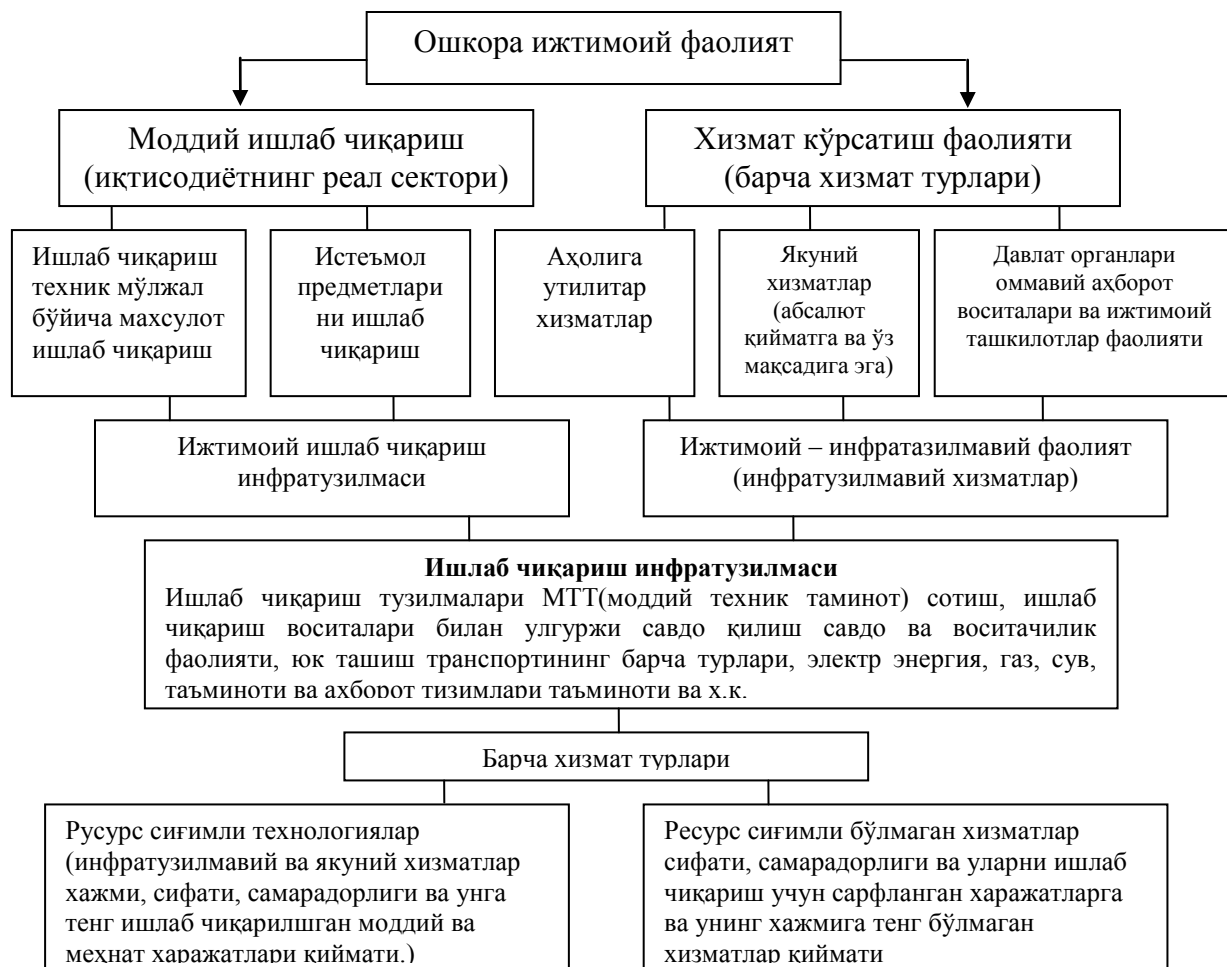 Ошкора ижтимоий фаолият
Моддий ишлаб чиқариш
(иқтисодиётнинг реал сектори)
Хизмат кўрсатиш фаолияти
(барча хизмат турлари)
Ишлаб чиқариш
техник мўлжал
бўйича махсулот
ишлаб чиқариш
Истеъмол
предметлари
ни ишлаб
чиқариш
Аҳолига
утилитар
хизматлар
Якуний
хизматлар
(абсалют
қийматга ва ўз
мақсадига эга)
Давлат органлари
оммавий аҳборот
воситалари ва ижтимоий
ташкилотлар фаолияти
Ижтимоий ишлаб чиқариш
инфратузилмаси
Ижтимоий – инфратазилмавий фаолият
(инфратузилмавий хизматлар)
Ишлаб чиқариш инфратузилмаси
Ишлаб чиқариш тузилмалари МТТ(моддий техник таминот) сотиш, ишлаб
чиқариш воситалари билан улгуржи савдо қилиш савдо ва воситачилик
фаолияти, юк ташиш транспортининг барча турлари, электр энергия, газ, сув,
таъминоти ва ахборот тизимлари таъминоти ва х.к.
Барча хизмат турлари
Русурс сиғимли технологиялар
(инфратузилмавий ва якуний хизматлар
хажми, сифати, самарадорлиги ва унга
тенг ишлаб чиқарилшган моддий ва
меҳнат харажатлари қиймати.)
Ресурс сиғимли бўлмаган хизматлар
сифати, самарадорлиги ва уларни ишлаб
чиқариш учун сарфланган харажатларга
ва унинг хажмига тенг бўлмаган
хизматлар қиймати